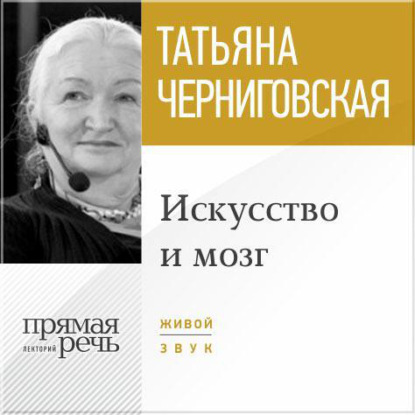 ТАТЬЯНА
ЧЕРНИГОВСКАЯ
Искусство
и мозг
ЖИВОЙ
ЗВУК
прямая
ЛЕКТОРИЙ речь